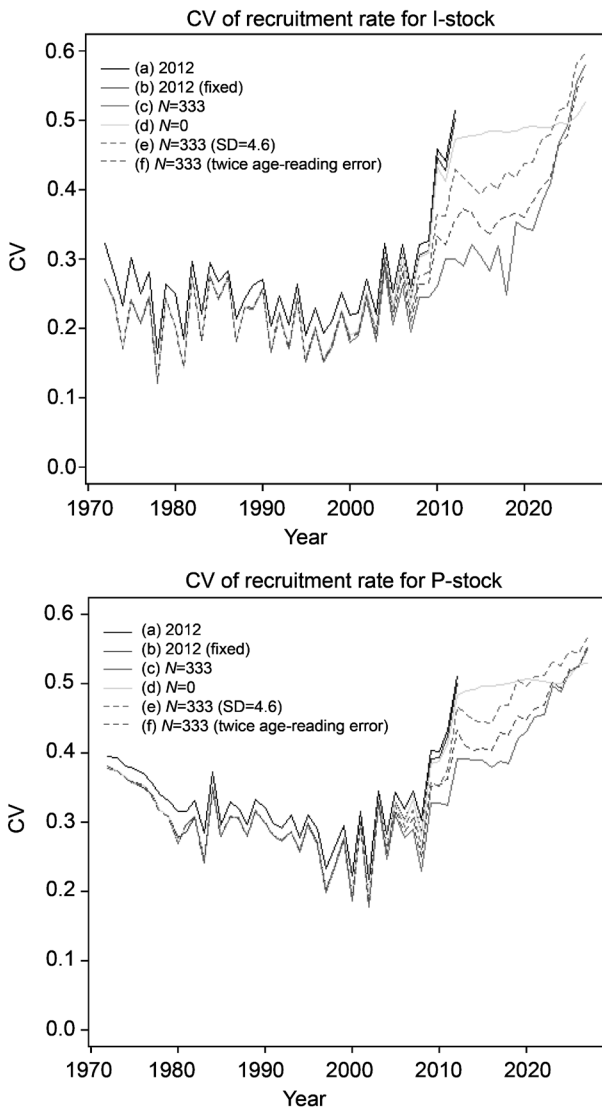 CV of recruitment rate for I-stock
0.6
0.5
0.4
0.3
0.2
0.1
0.0
CV
(a) 2012
(b) 2012 (fixed)
(c) N=333
(d) N=0
(e) N=333 (SD=4.6)
(f) N=333 (twice age-reading error)
1970 1980 1990 2000 2010 2020
Year
CV of recruitment rate for P-stock
0.6
0.5
0.4
0.3
0.2
0.1
0.0
CV
(a) 2012
(b) 2012 (fixed)
(c) N=333
(d) N=0
(e) N=333 (SD=4.6)
(f) N=333 (twice age-reading error)
1970 1980 1990 2000 2010 2020
Year